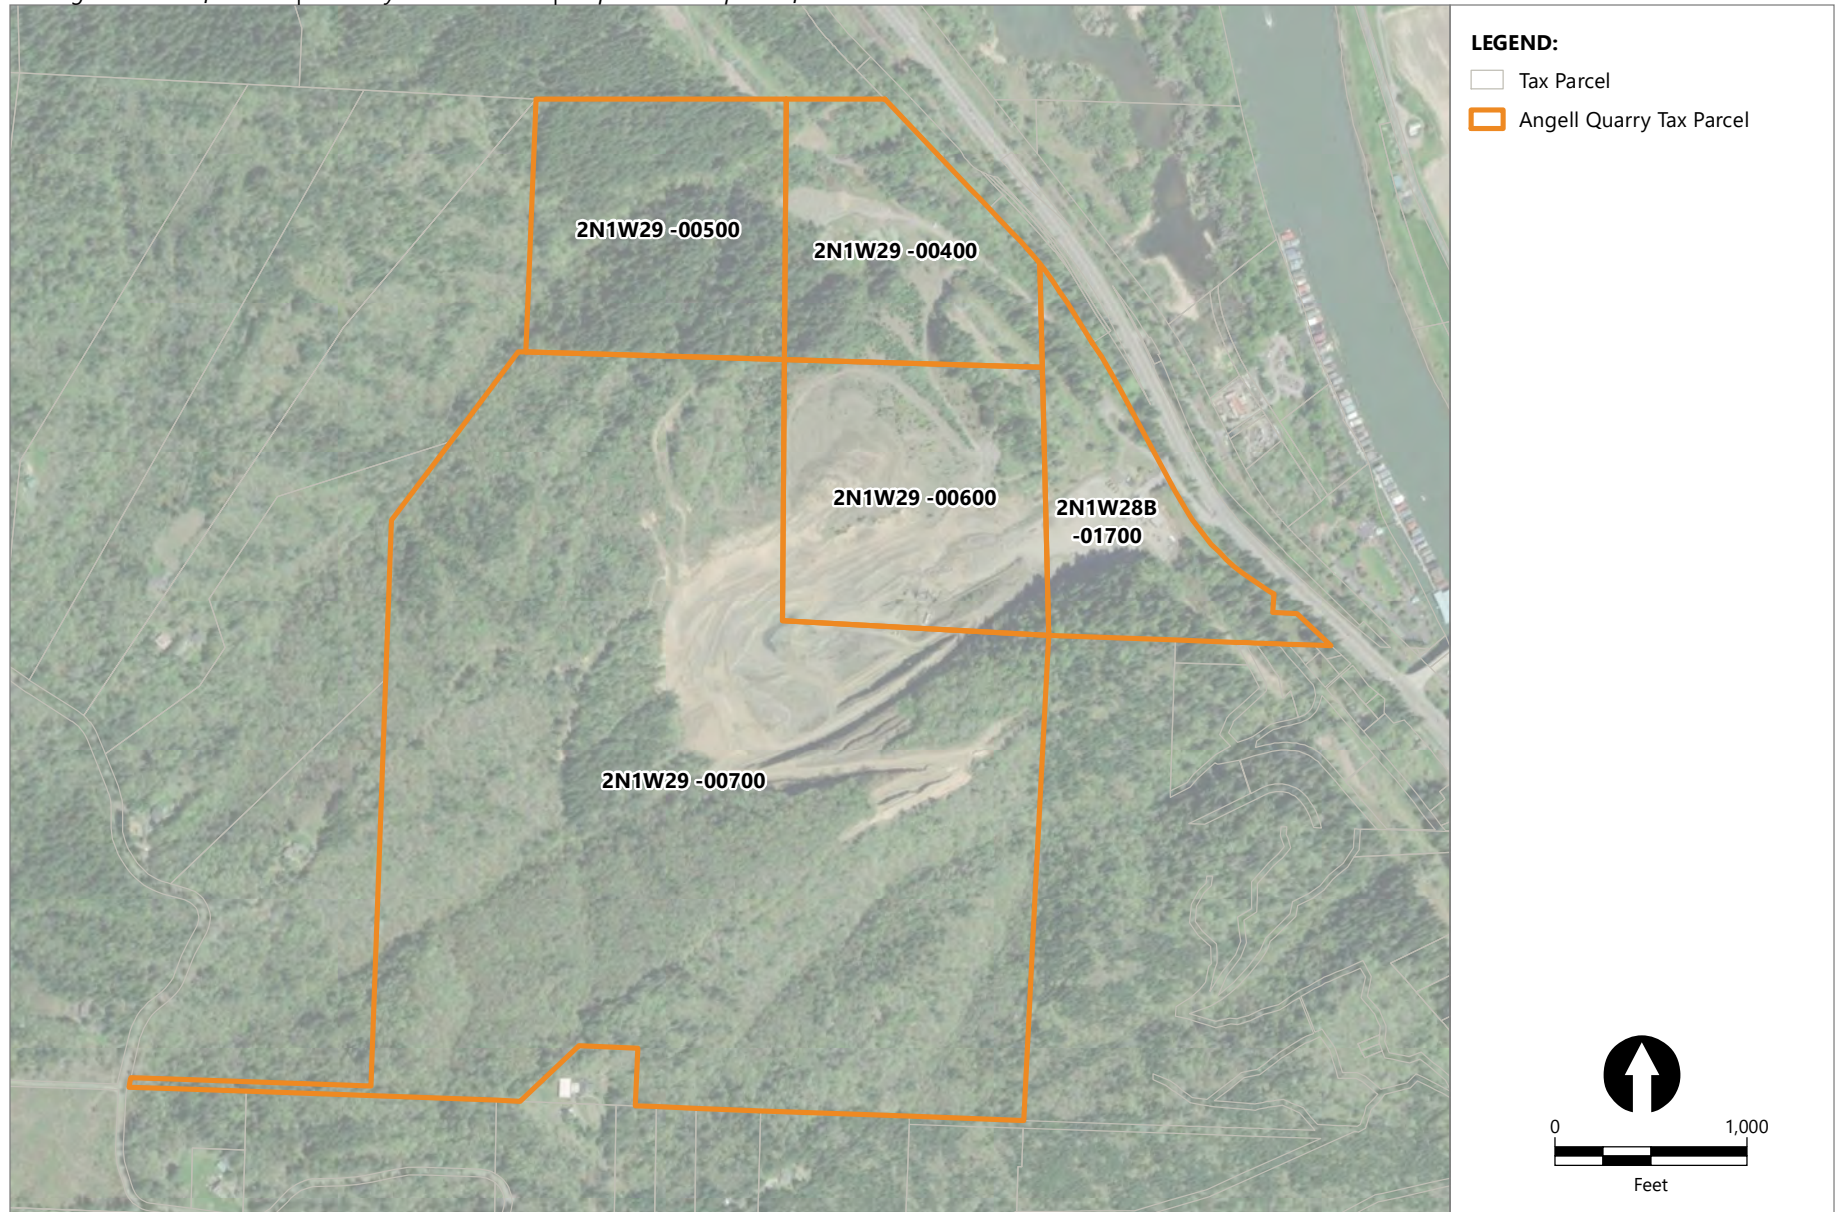 LEGEND:
Tax Parcel
Angell Quarry Tax Parcel
2N1W29 -00500
2N1W29 -00400
2N1W29 -00600
2N1W28B
-01700
2N1W29 -00700
0 1,000
Feet